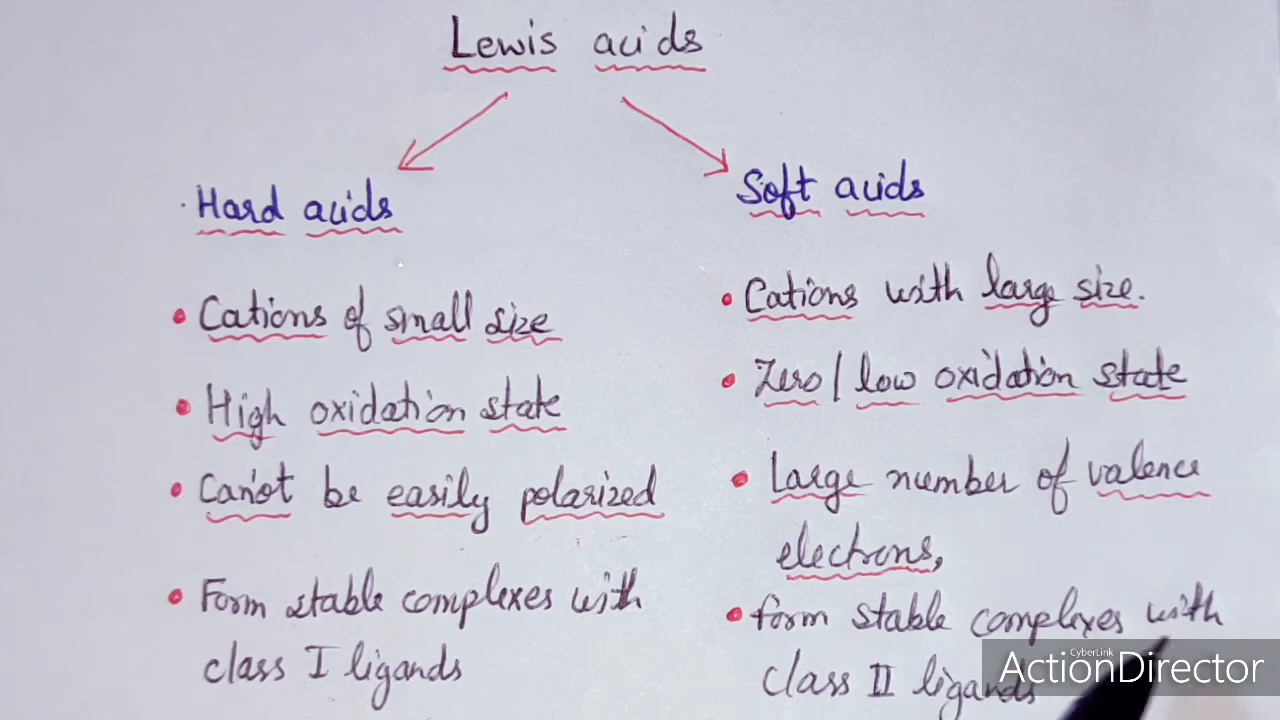 Lewis acids
Hard acids
• Cations of small size
• High oxidation state
• Can'ot be easily polarized
• Form stable complexes with
class I ligands
Soft acids
• Cations with large size.
• Zero/low oxidation state
• Large number of valence
electrons,
• form stable complexes with
class II ligands
CyberLink
ActionDirector